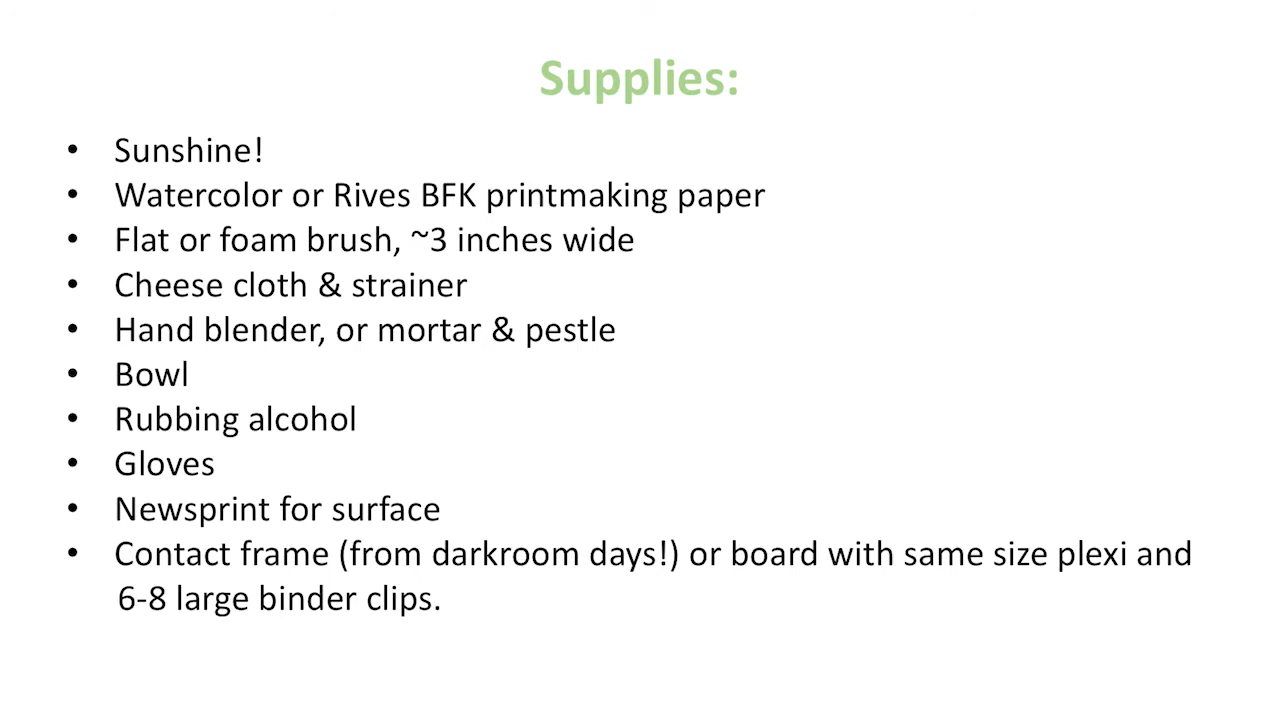 Supplies:
• Sunshine!
• Watercolor or Rives BFK printmaking paper
• Flat or foam brush, ~3 inches wide
• Cheese cloth & strainer
• Hand blender, or mortar & pestle
• Bowl
• Rubbing alcohol
• Gloves
• Newsprint for surface
• Contact frame (from darkroom days!) or board with same size plexi and
6-8 large binder clips.